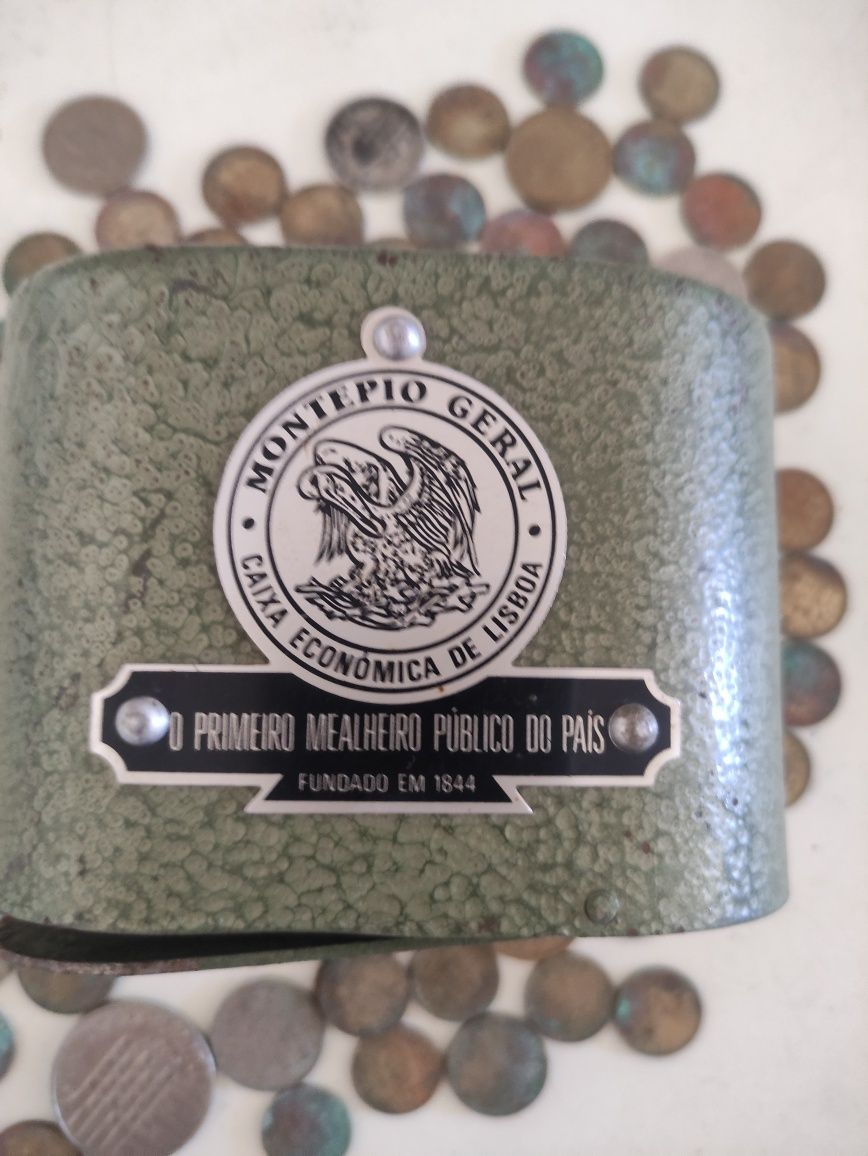 MONTEPIO GERAL
CAIXA ECONÓMICA DE LISBOA
O PRIMEIRO MEALHEIRO PÚBLICO DO PAÍS
FUNDADO EM 1844